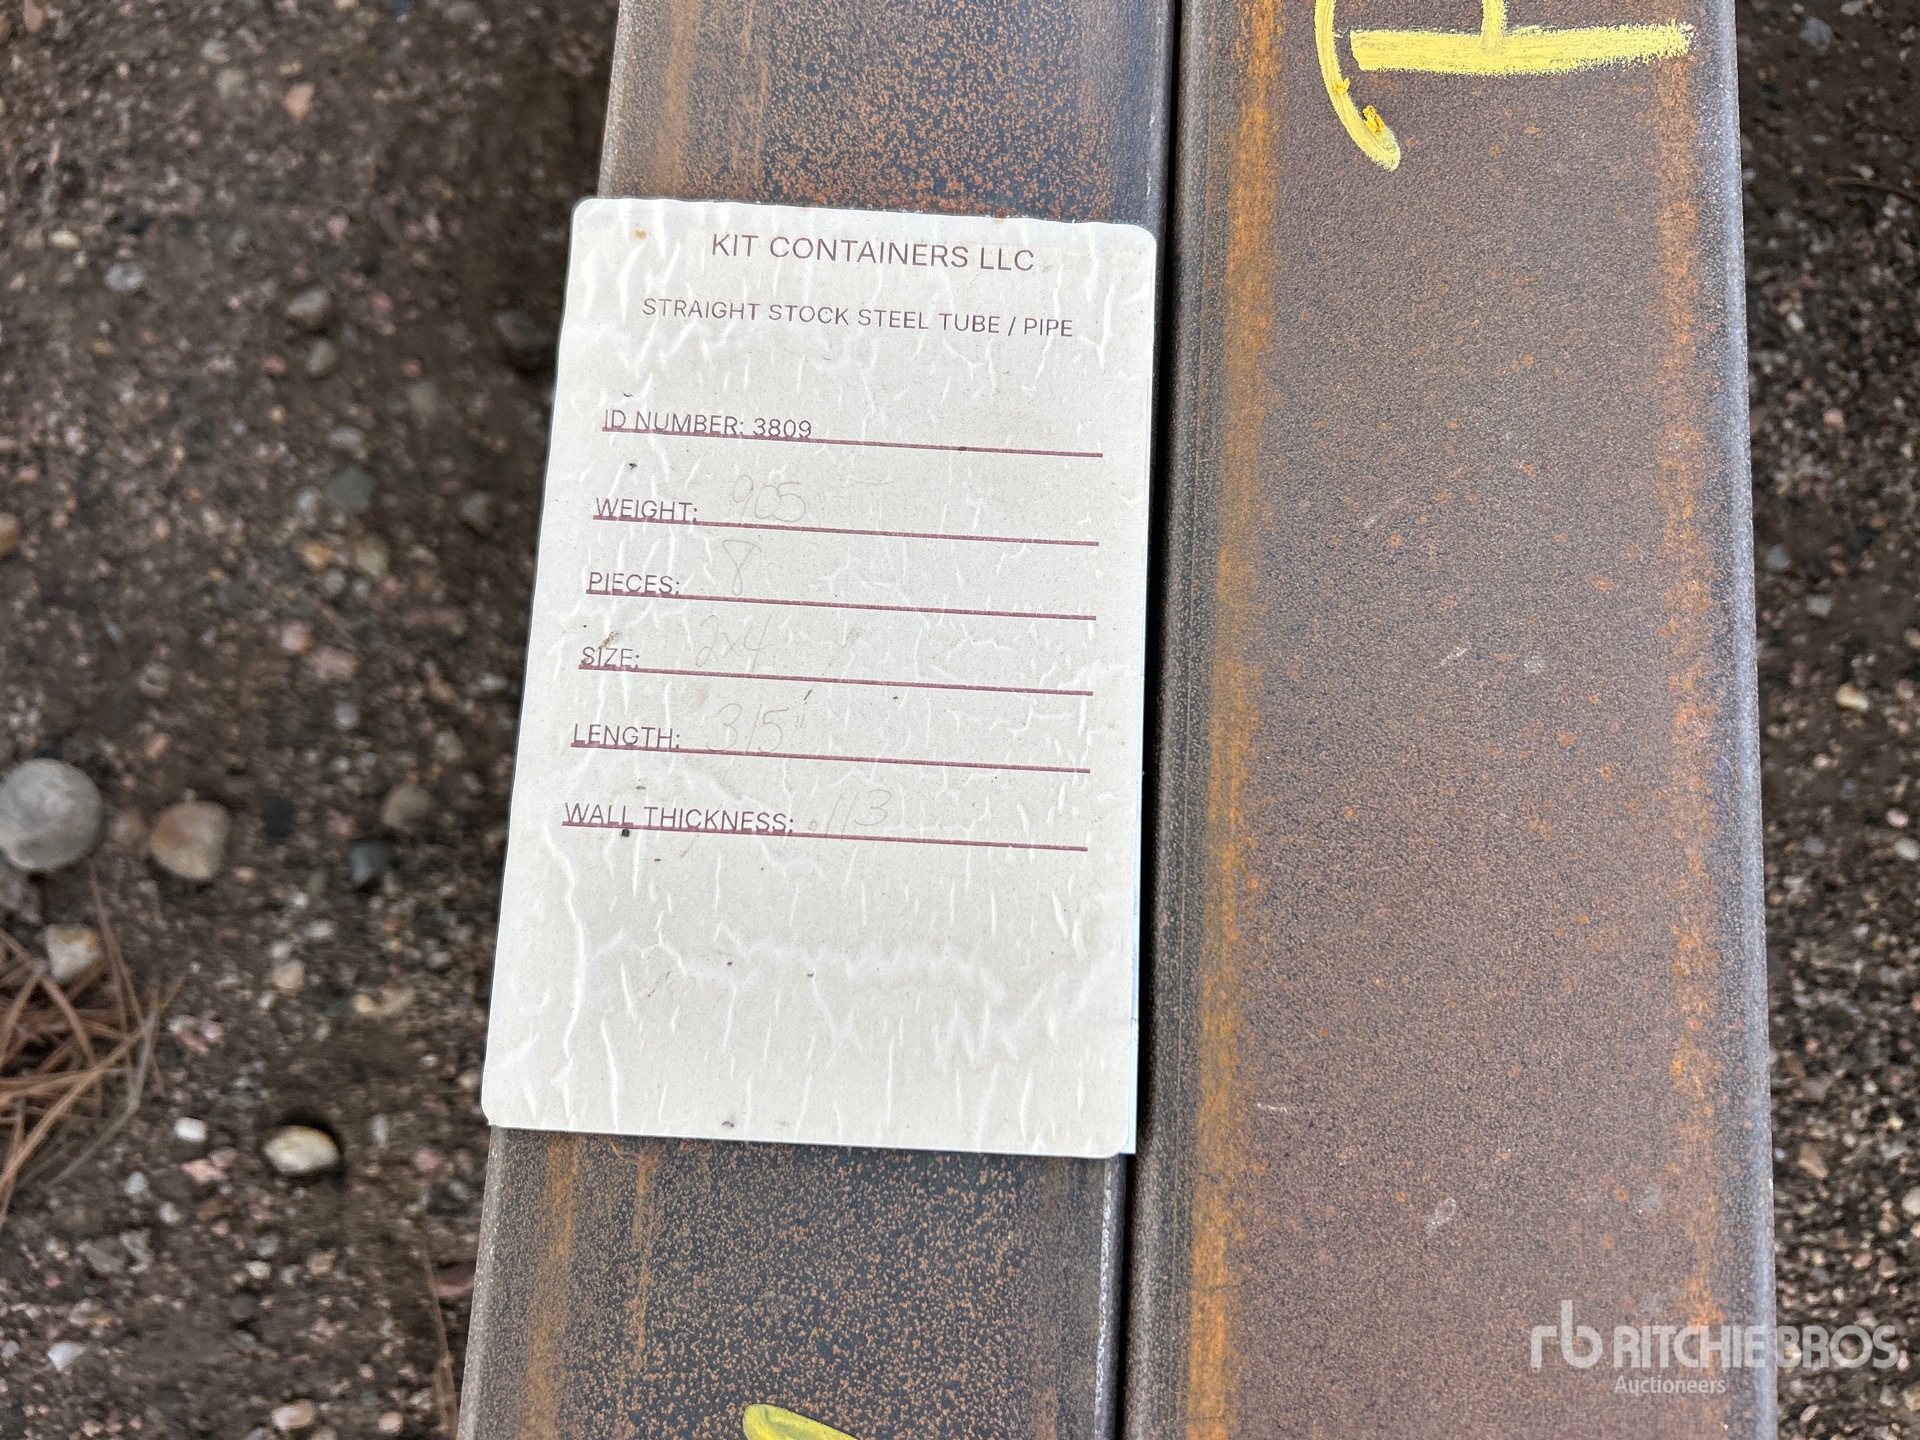 KIT CONTAINERS LLC
STRAIGHT STOCK STEEL TUBE / PIPE
ID NUMBER: 3809
WEIGHT: 905
PIECES: 8
SIZE: 2x4
LENGTH: 315"
WALL THICKNESS: .113
rb RITCHIE BROS
Auctioneers